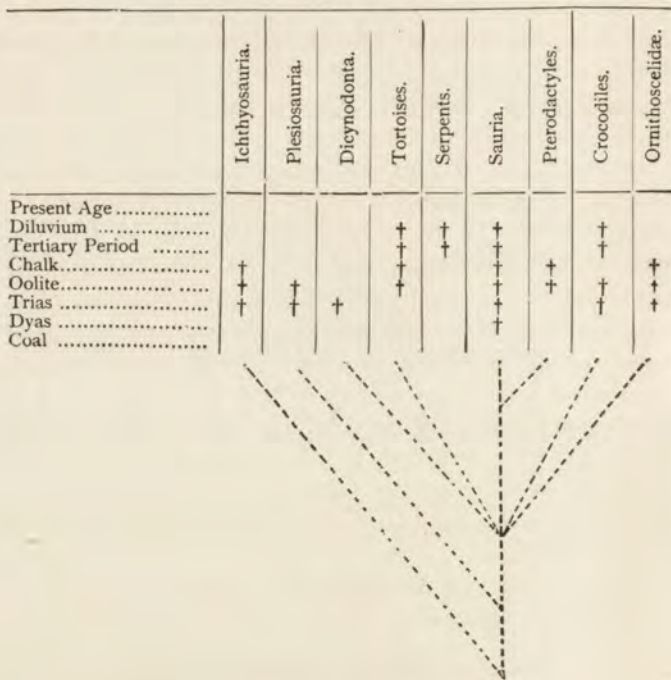 Ichthyosauria.
Plesiosauria.
Dicynodonta.
Tortoises.
Serpents.
Sauria.
Pterodactyles.
Crocodiles.
Ornithoscelidæ.
Present Age ..............
Diluvium ..................
Tertiary Period .........
Chalk........................ † † † † ‡ ‡
Oolite................. ..... † † † † ‡ † †
Trias ........................ † † † † † †
Dyas ........................ †
Coal ........................